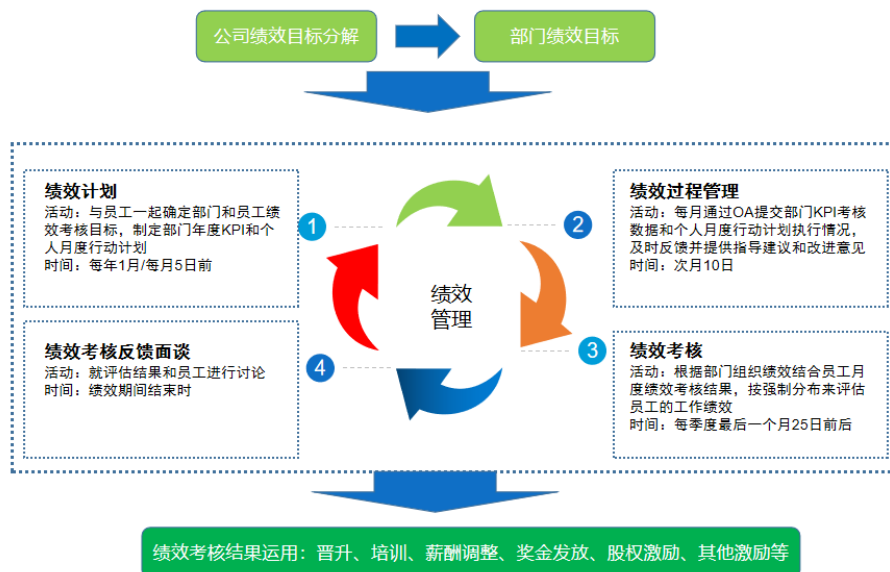 公司绩效目标分解
部门绩效目标
绩效计划
活动：与员工一起确定部门和员工绩
效考核目标，制定部门年度KPI和个
人月度行动计划
时间：每年1月/每月5日前
1
2
绩效过程管理
活动：每月通过OA提交部门KPI考核
数据和个人月度行动计划执行情况，
及时反馈并提供指导建议和改进意见
时间：次月10日
绩效
管理
绩效考核反馈面谈
活动：就评估结果和员工进行讨论
时间：绩效期间结束时
4
3
绩效考核
活动：根据部门组织绩效结合员工月
度绩效考核结果，按强制分布来评估
员工的工作绩效
时间：每季度最后一个月25日前后
绩效考核结果运用：晋升、培训、薪酬调整、奖金发放、股权激励、其他激励等